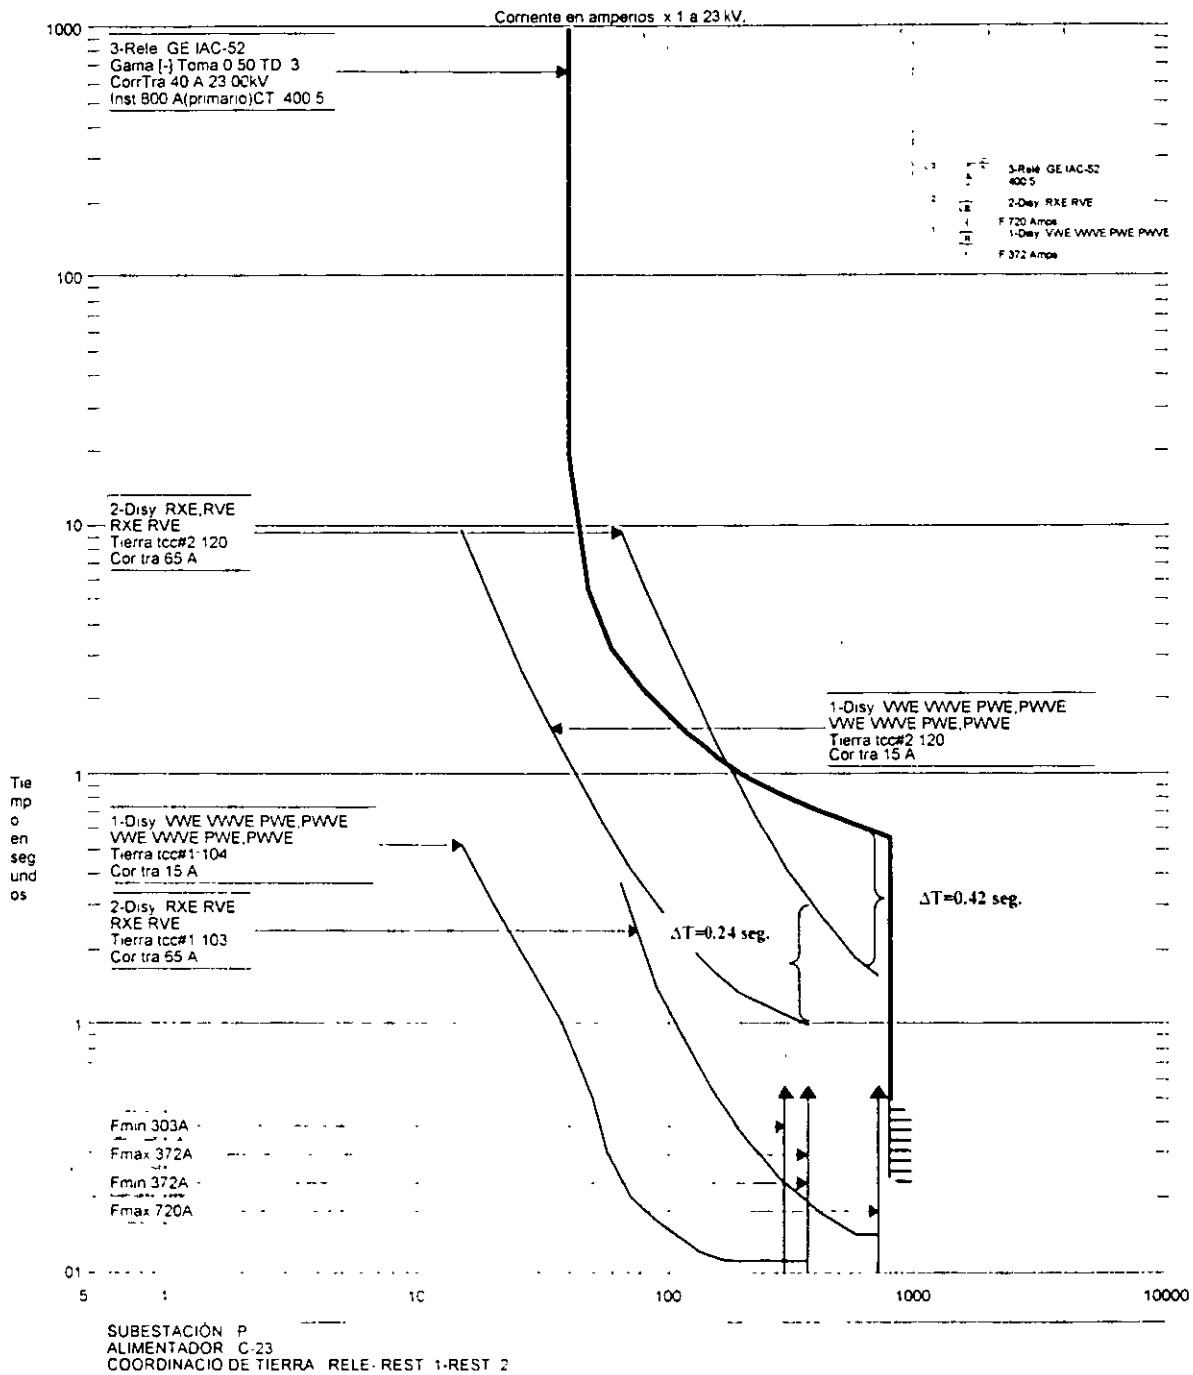 Corriente en amperios x 1 a 23 kV.
1000
3-Rele GE IAC-52
Gama [-] Toma 0 50 TD 3
CorrTra 40 A 23 00kV
Inst 800 A(primario)CT 400 5
3-Relé GE IAC-52
400 5
2-Disy RXE RVE
F 720 Amps
1-Disy VWE VWVE PWE PWVE
F 372 Amps
100
2-Disy RXE,RVE
RXE RVE
Tierra tcc#2 120
Cor tra 65 A
10
1-Disy VWE VWVE PWE,PWVE
VWE VWVE PWE,PWVE
Tierra tcc#2 120
Cor tra 15 A
1
Tie
mp
o
en
seg
und
os
1-Disy VWE VWVE PWE,PWVE
VWE VWVE PWE,PWVE
Tierra tcc#1-104
Cor tra 15 A
2-Disy RXE RVE
RXE RVE
Tierra tcc#1 103
Cor tra 65 A
ΔT=0.24 seg.
ΔT=0.42 seg.
1
Fmin 303A
Fmax 372A
Fmin 372A
Fmax 720A
01
5 1 10 100 1000 10000
SUBESTACIÓN P
ALIMENTADOR C-23
COORDINACIO DE TIERRA RELE- REST 1-REST 2